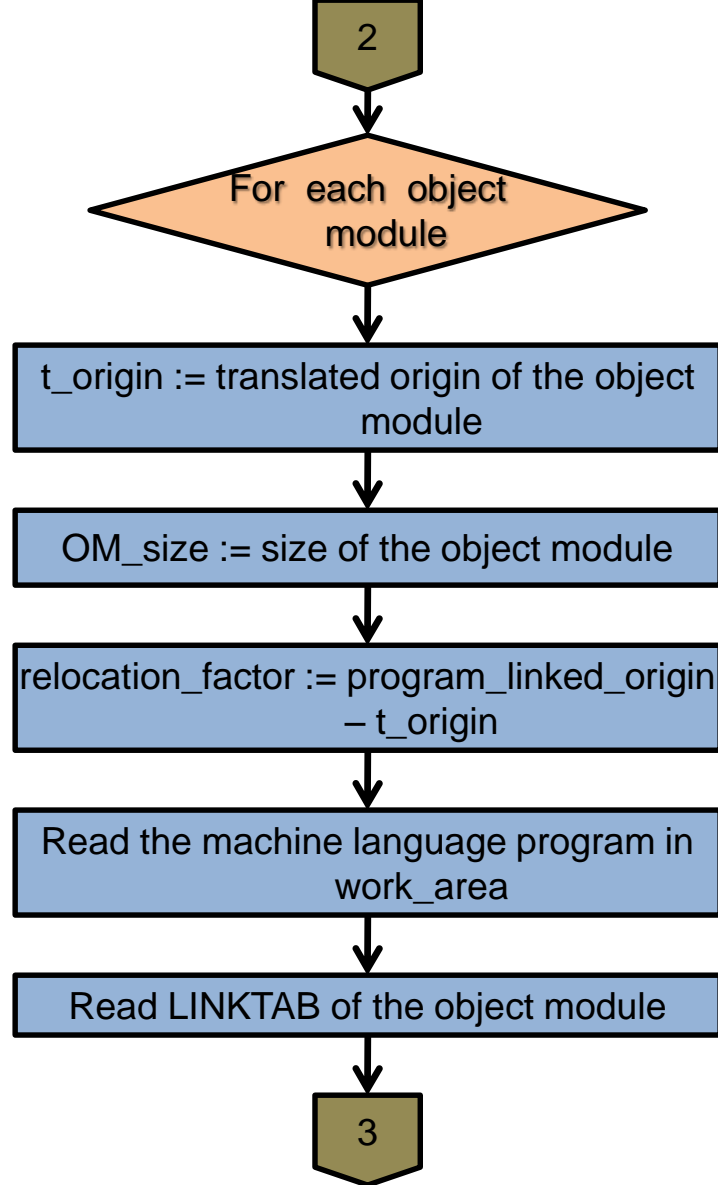 2
For each object
module
t_origin := translated origin of the object
module
OM_size := size of the object module
relocation_factor := program_linked_origin
– t_origin
Read the machine language program in
work_area
Read LINKTAB of the object module
3